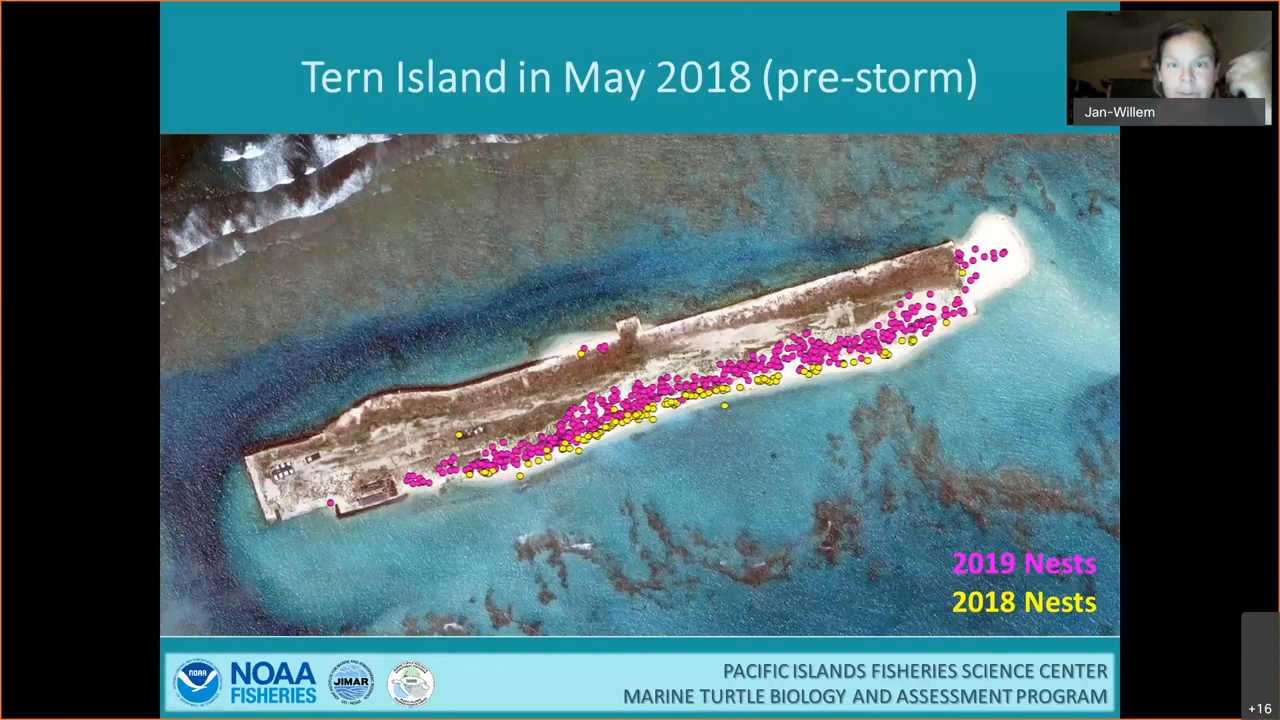 Tern Island in May 2018 (pre-storm)
Jan-Willem
2019 Nests
2018 Nests
NOAA
NOAA
FISHERIES
JIMAR
PACIFIC ISLANDS FISHERIES SCIENCE CENTER
MARINE TURTLE BIOLOGY AND ASSESSMENT PROGRAM
+16